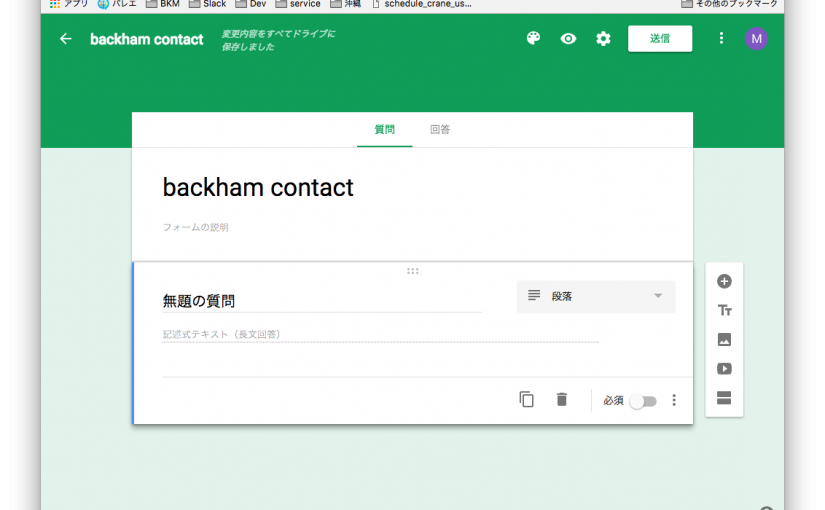 アプリ バレエ BKM Slack Dev service 沖縄 schedule_crane_us... その他のブックマーク
backham contact 変更内容をすべてドライブに
保存しました
送信
M
質問 回答
backham contact
フォームの説明
無題の質問 段落
記述式テキスト（長文回答）
Tт
必須